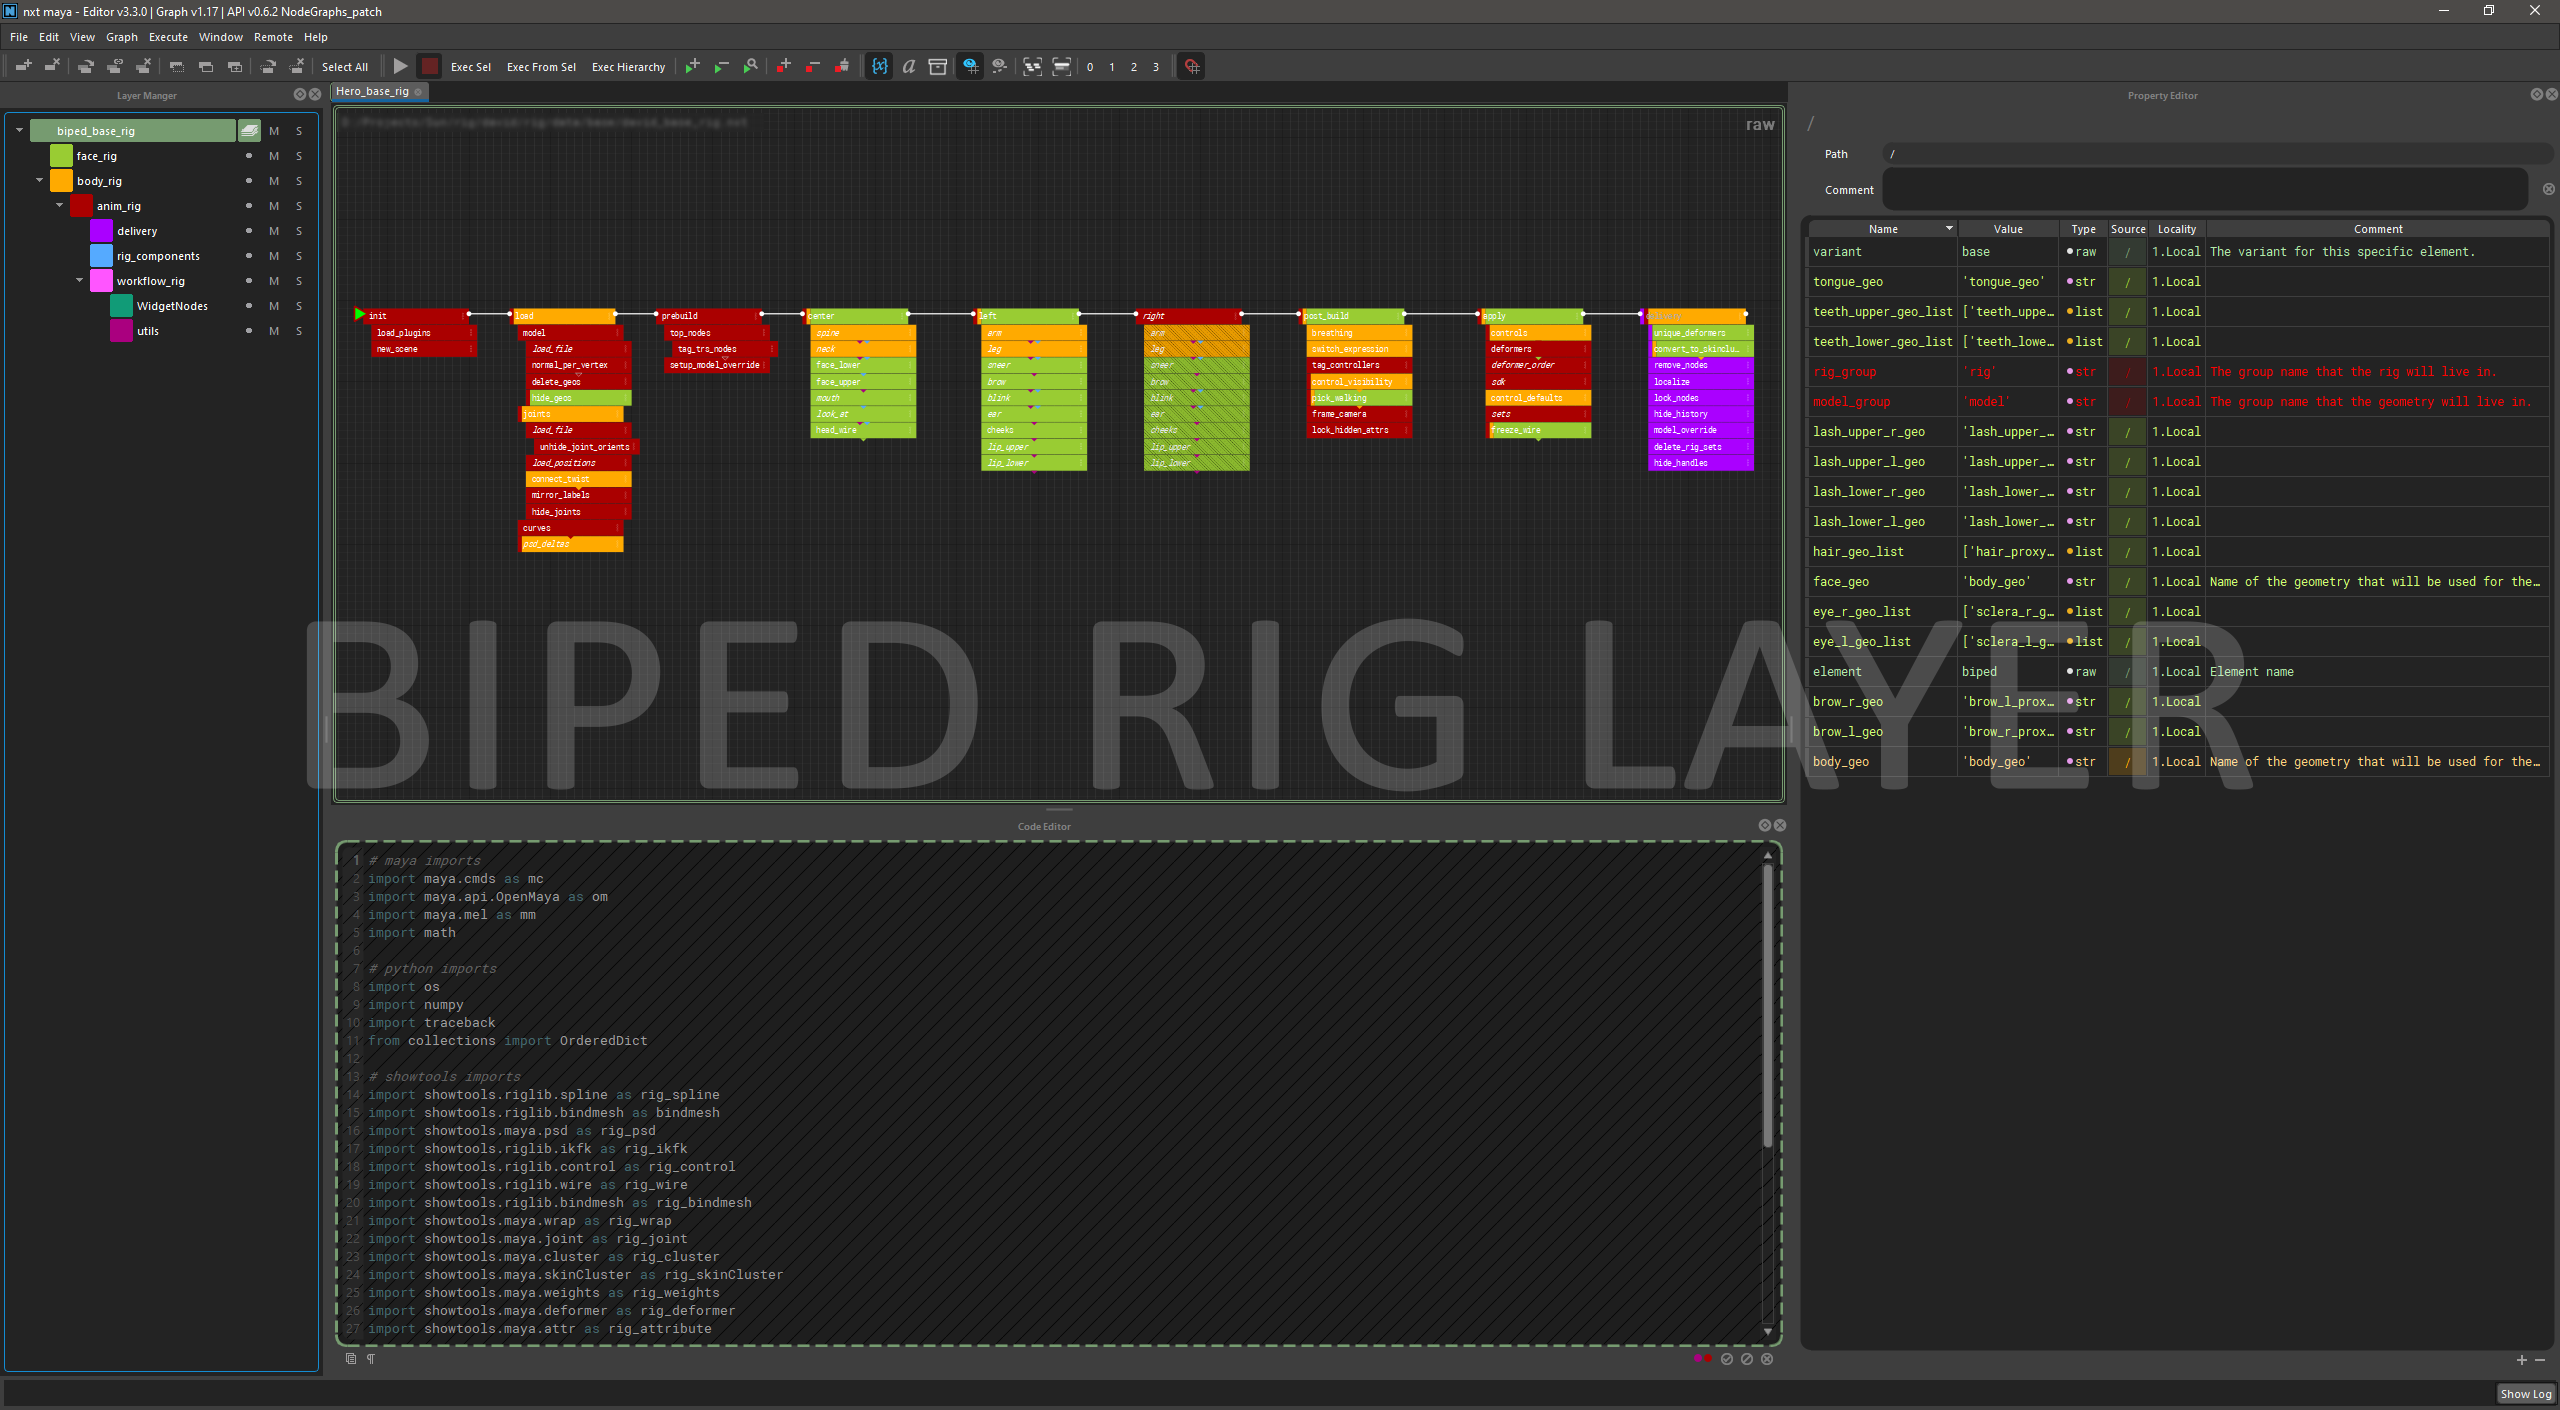 nxt maya - Editor v3.3.0 | Graph v1.17 | API v0.6.2 NodeGraphs_patch
File Edit View Graph Execute Window Remote Help
Select All Exec Sel Exec From Sel Exec Hierarchy 0 1 2 3
Layer Manger
biped_base_rig M S
face_rig M S
body_rig M S
anim_rig M S
delivery M S
rig_components M S
workflow_rig M S
WidgetNodes M S
utils M S
Hero_base_rig
raw
init
load_plugins
new_scene
load
model
load_file
normal_per_vertex
delete_geos
hide_geos
joints
load_file
unhide_joint_orients
load_positions
connect_twist
mirror_labels
hide_joints
curves
psd_deltas
prebuild
top_nodes
tag_trs_nodes
setup_model_override
center
spine
neck
face_lower
face_upper
mouth
look_at
head_wire
left
arm
leg
sneer
brow
blink
ear
cheeks
lip_upper
lip_lower
right
arm
leg
sneer
brow
blink
ear
cheeks
lip_upper
lip_lower
post_build
breathing
switch_expression
tag_controllers
control_visibility
pick_walking
frame_camera
lock_hidden_attrs
apply
controls
deformers
deformer_order
sdk
control_defaults
sets
freeze_wire
delivery
unique_deformers
convert_to_skinclu…
remove_nodes
localize
lock_nodes
hide_history
model_override
delete_rig_sets
hide_handles
BIPED RIG LAYER
Code Editor
1 # maya imports
2 import maya.cmds as mc
3 import maya.api.OpenMaya as om
4 import maya.mel as mm
5 import math
6
7 # python imports
8 import os
9 import numpy
10 import traceback
11 from collections import OrderedDict
12
13 # showtools imports
14 import showtools.riglib.spline as rig_spline
15 import showtools.riglib.bindmesh as bindmesh
16 import showtools.maya.psd as rig_psd
17 import showtools.riglib.ikfk as rig_ikfk
18 import showtools.riglib.control as rig_control
19 import showtools.riglib.wire as rig_wire
20 import showtools.riglib.bindmesh as rig_bindmesh
21 import showtools.maya.wrap as rig_wrap
22 import showtools.maya.joint as rig_joint
23 import showtools.maya.cluster as rig_cluster
24 import showtools.maya.skinCluster as rig_skinCluster
25 import showtools.maya.weights as rig_weights
26 import showtools.maya.deformer as rig_deformer
27 import showtools.maya.attr as rig_attribute
Property Editor
/
Path /
Comment
Name Value Type Source Locality Comment
variant base raw / 1.Local The variant for this specific element.
tongue_geo 'tongue_geo' str / 1.Local
teeth_upper_geo_list ['teeth_uppe… list / 1.Local
teeth_lower_geo_list ['teeth_lowe… list / 1.Local
rig_group 'rig' str / 1.Local The group name that the rig will live in.
model_group 'model' str / 1.Local The group name that the geometry will live in.
lash_upper_r_geo 'lash_upper_… str / 1.Local
lash_upper_l_geo 'lash_upper_… str / 1.Local
lash_lower_r_geo 'lash_lower_… str / 1.Local
lash_lower_l_geo 'lash_lower_… str / 1.Local
hair_geo_list ['hair_proxy… list / 1.Local
face_geo 'body_geo' str / 1.Local Name of the geometry that will be used for the…
eye_r_geo_list ['sclera_r_g… list / 1.Local
eye_l_geo_list ['sclera_l_g… list / 1.Local
element biped raw / 1.Local Element name
brow_r_geo 'brow_l_prox… str / 1.Local
brow_l_geo 'brow_r_prox… str / 1.Local
body_geo 'body_geo' str / 1.Local Name of the geometry that will be used for the…
Show Log